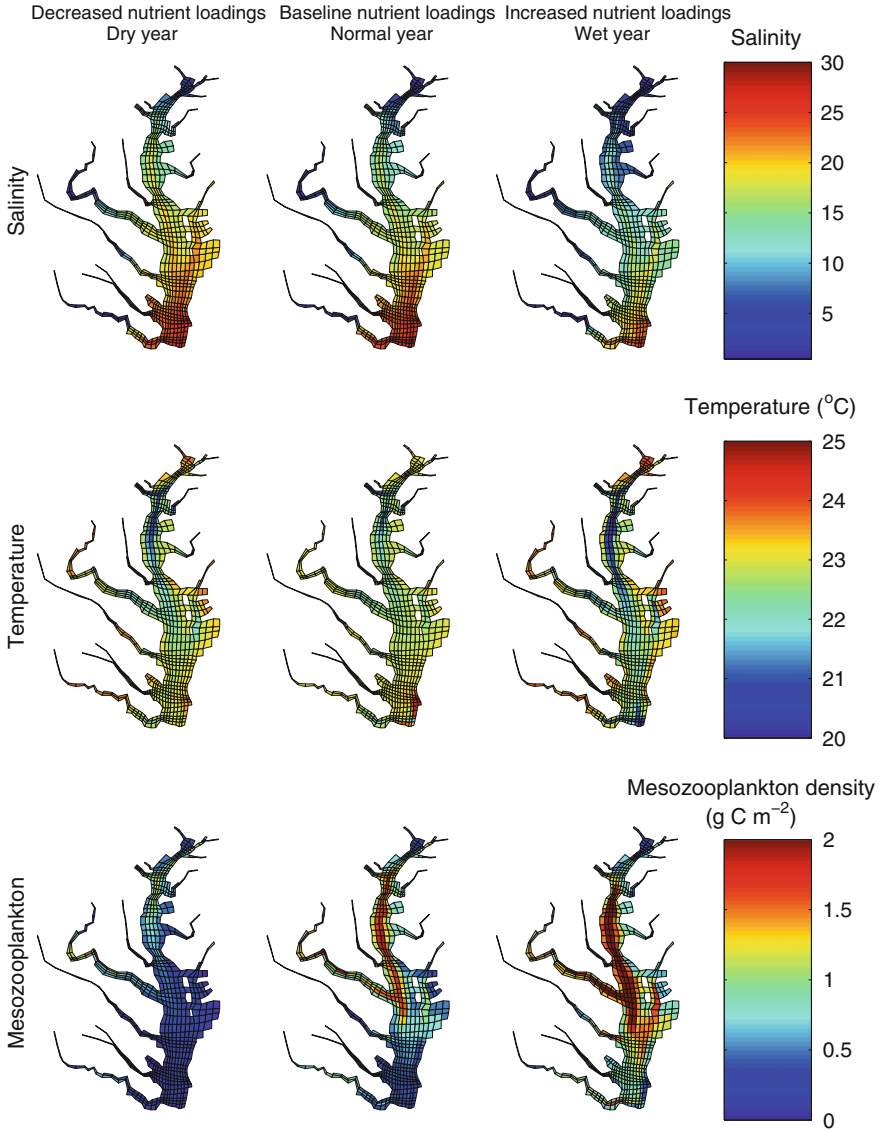 Decreased nutrient loadings
Dry year
Baseline nutrient loadings
Normal year
Increased nutrient loadings
Wet year
Salinity
30
25
20
15
10
5
Salinity
Temperature (°C)
25
24
23
22
21
20
Temperature
Mesozooplankton density
(g C m⁻²)
2
1.5
1
0.5
0
Mesozooplankton